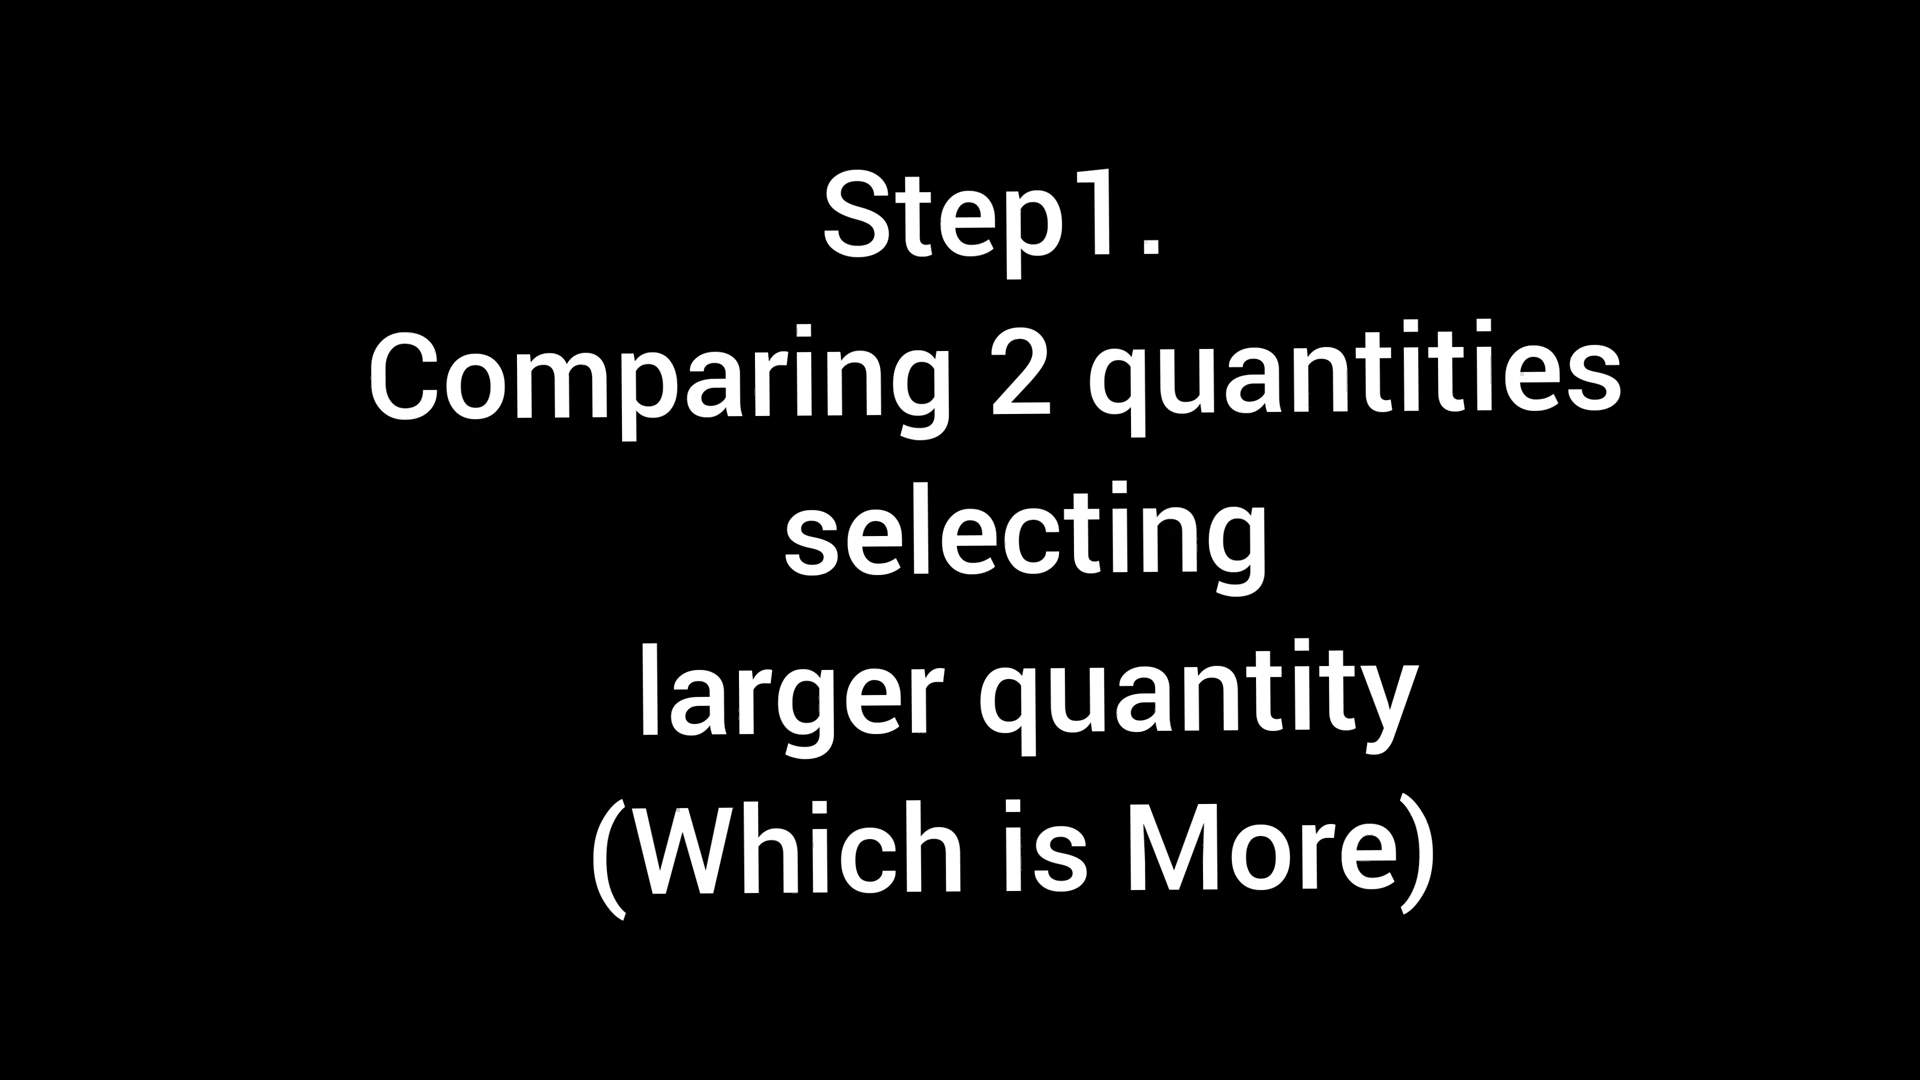 Step1.
Comparing 2 quantities
selecting
larger quantity
(Which is More)